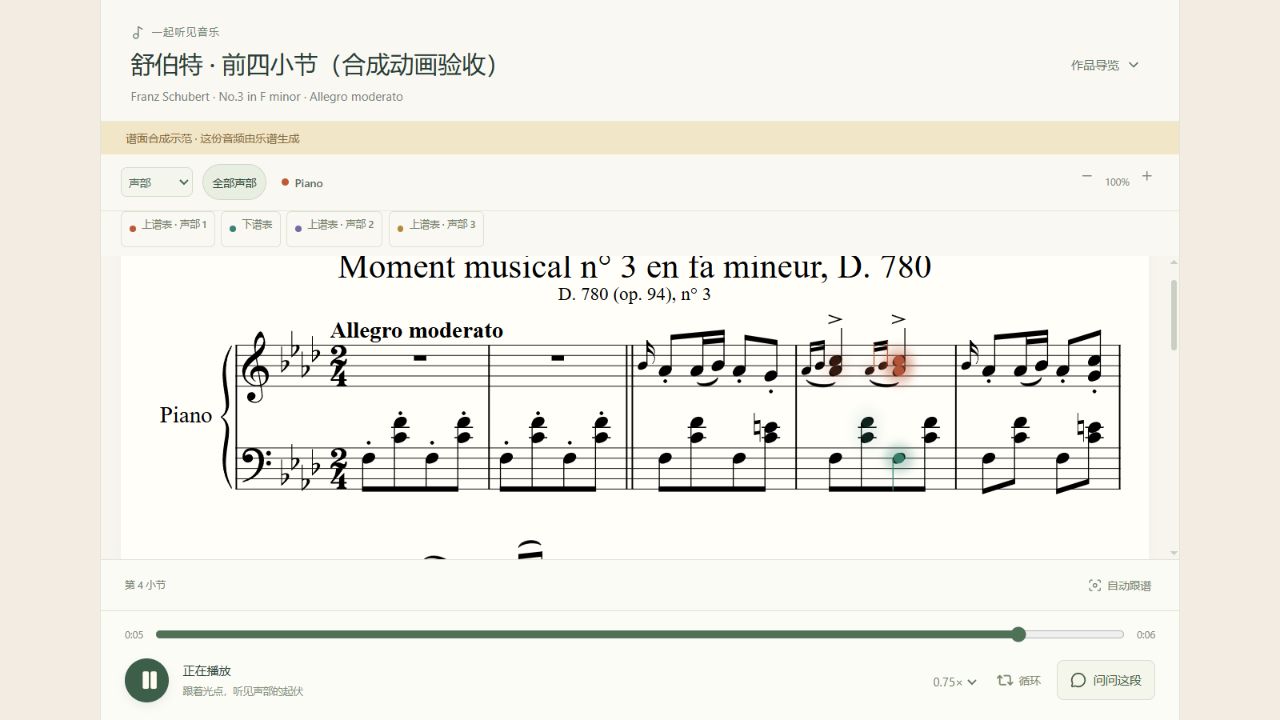 一起听见音乐
舒伯特 · 前四小节（合成动画验收）
作品导览
Franz Schubert · No.3 in F minor · Allegro moderato
谱面合成示范 · 这份音频由乐谱生成
声部
全部声部
Piano
100%
上谱表 · 声部 1
下谱表
上谱表 · 声部 2
上谱表 · 声部 3
Moment musical n° 3 en fa mineur, D. 780
D. 780 (op. 94), n° 3
Allegro moderato
Piano
第 4 小节
自动跟谱
0:05
0:06
正在播放
跟着光点，听见声部的起伏
0.75×
循环
问问这段